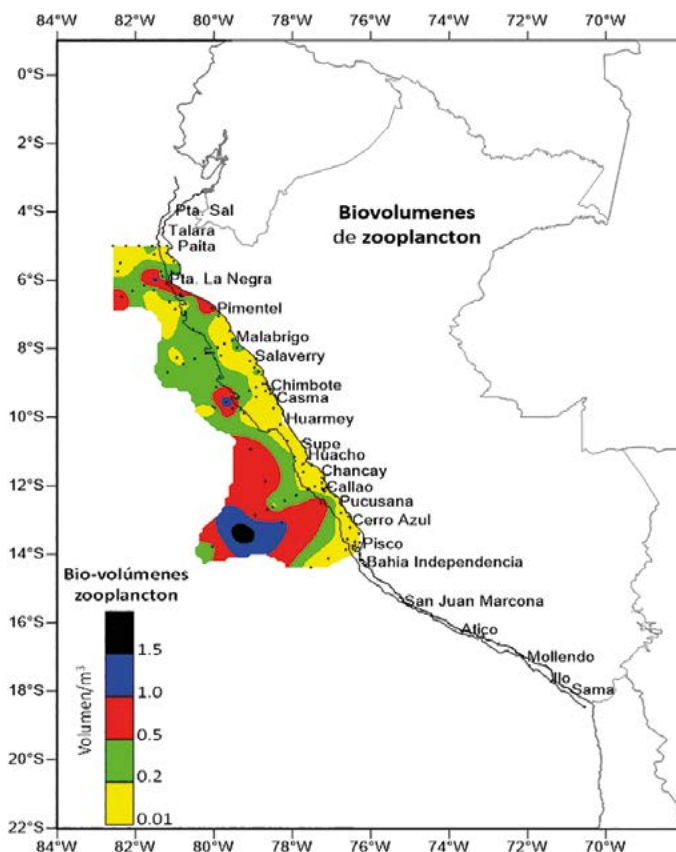 84°W 82°W 80°W 78°W 76°W 74°W 72°W 70°W
0°S
2°S
4°S
6°S
8°S
10°S
12°S
14°S
16°S
18°S
20°S
22°S
Biovolumenes
de zooplancton
Pta. Sal
Talara
Paita
Pta. La Negra
Pimentel
Malabrigo
Salaverry
Chimbote
Casma
Huarmey
Supe
Huacho
Chancay
Callao
Pucusana
Cerro Azul
Pisco
Bahia Independencia
San Juan Marcona
Atico
Mollendo
Ilo
Sama
Bio-volúmenes
zooplancton
Volumen/m³
1.5
1.0
0.5
0.2
0.01
84°W 82°W 80°W 78°W 76°W 74°W 72°W 70°W